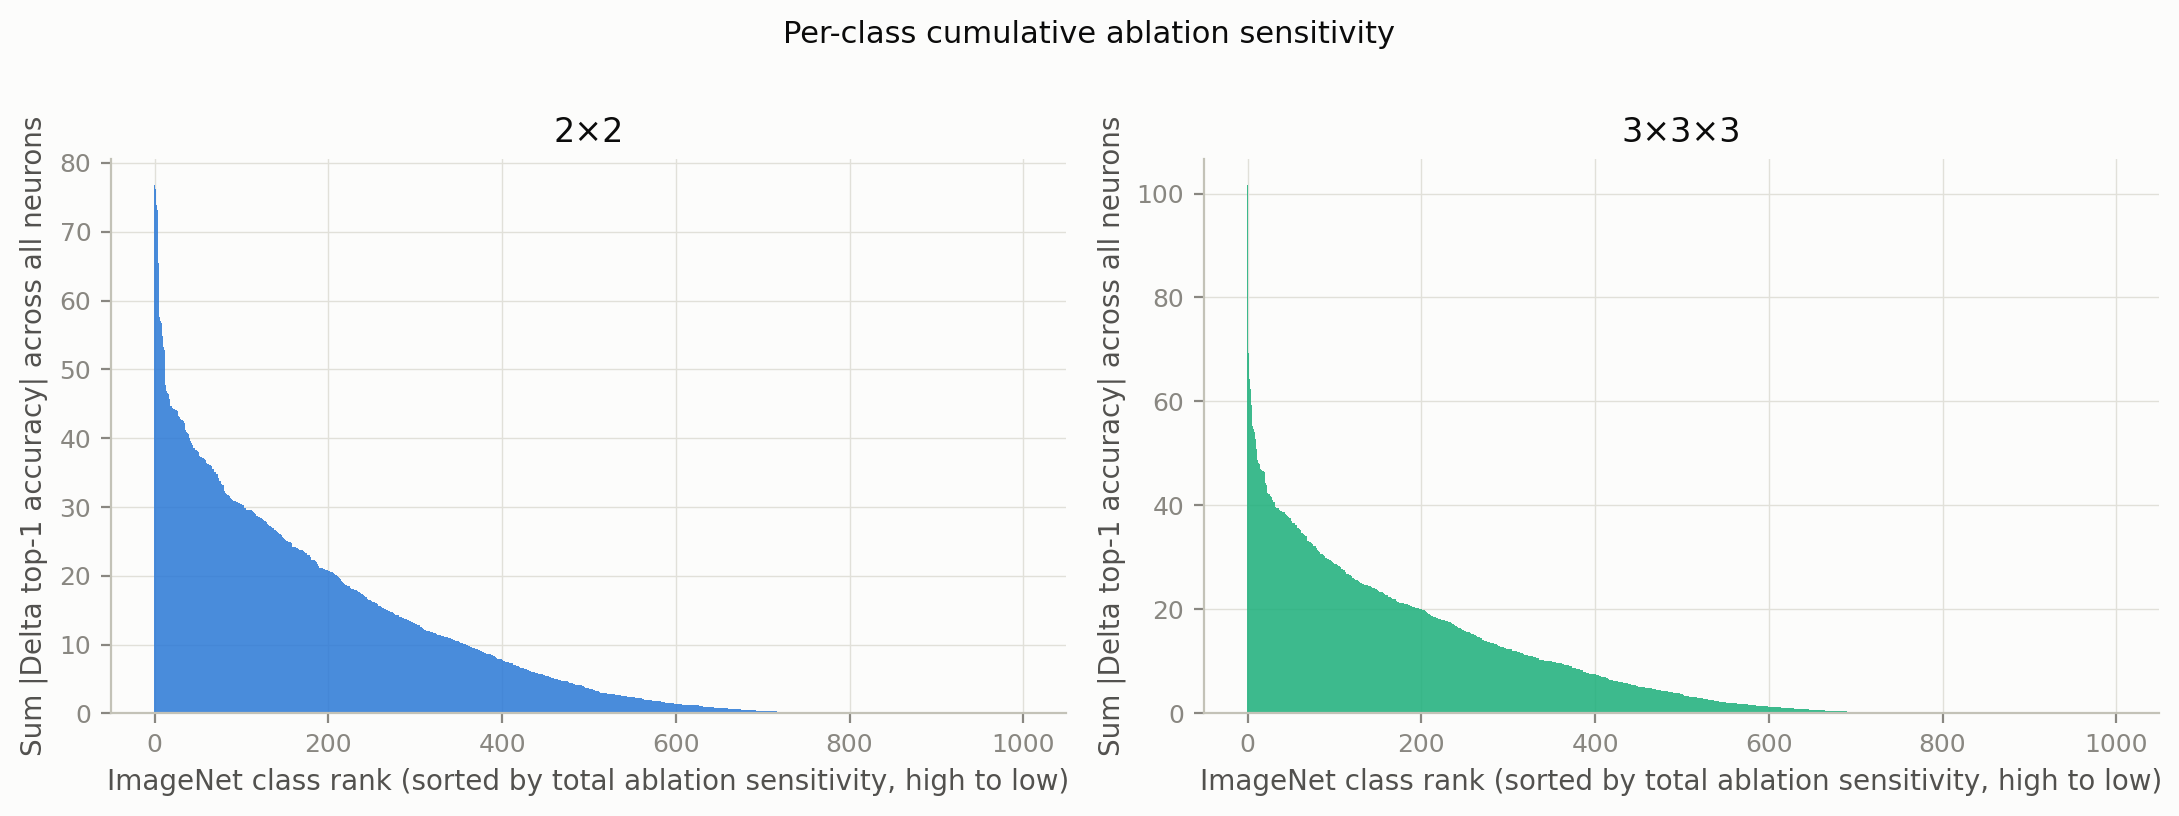 Per-class cumulative ablation sensitivity
2×2
Sum |Delta top-1 accuracy| across all neurons
80
70
60
50
40
30
20
10
0
0 200 400 600 800 1000
ImageNet class rank (sorted by total ablation sensitivity, high to low)
3×3×3
Sum |Delta top-1 accuracy| across all neurons
100
80
60
40
20
0
0 200 400 600 800 1000
ImageNet class rank (sorted by total ablation sensitivity, high to low)